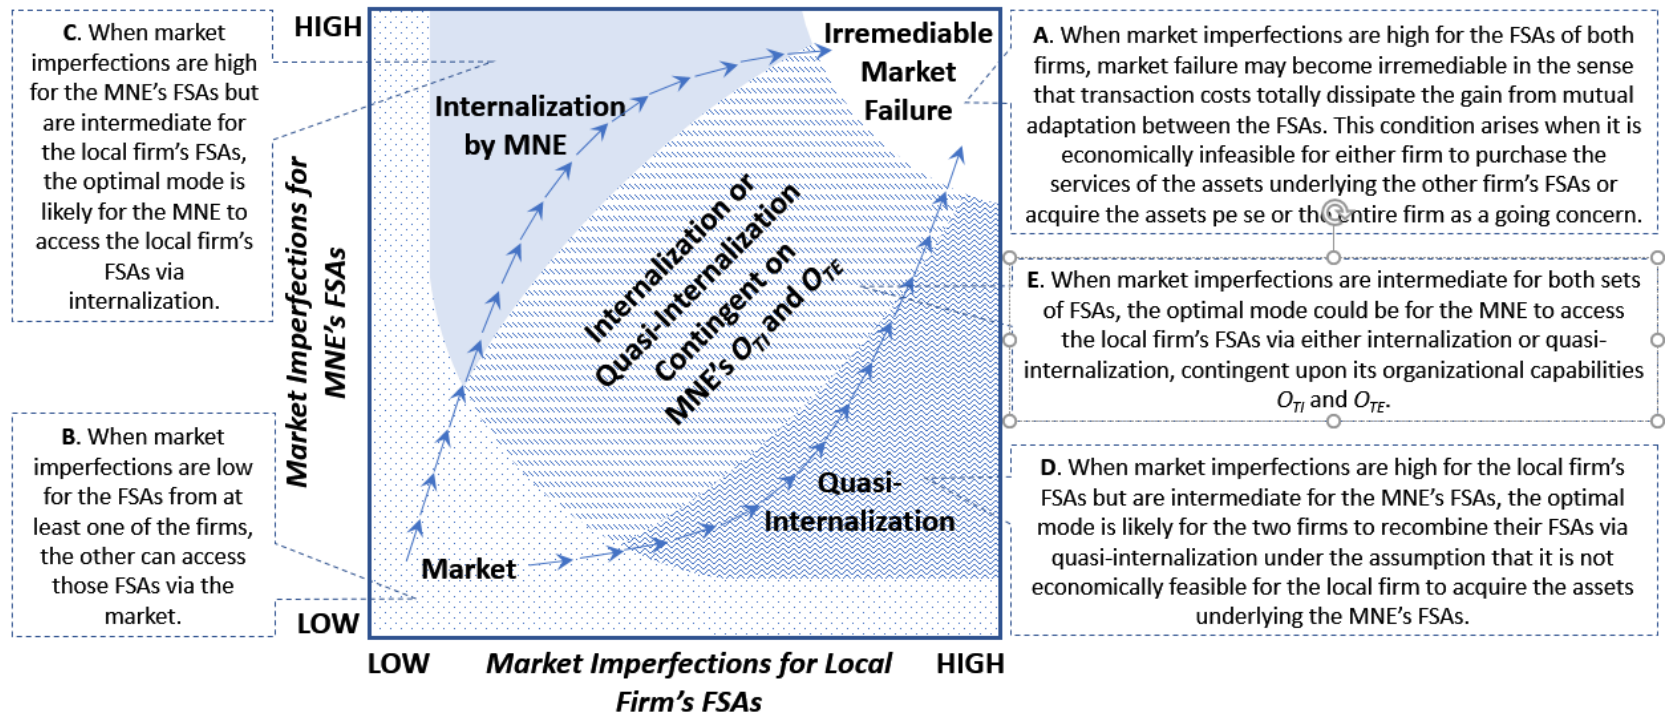 C. When market
imperfections are high
for the MNE's FSAs but
are intermediate for
the local firm's FSAs,
the optimal mode is
likely for the MNE to
access the local firm's
FSAs via
internalization.
B. When market
imperfections are low
for the FSAs from at
least one of the firms,
the other can access
those FSAs via the
market.
HIGH
Market Imperfections for
MNE's FSAs
LOW
Internalization
by MNE
Irremediable
Market
Failure
Internalization or
Quasi-Internalization
Contingent on
MNE's OTI and OTE
Quasi-
Internalization
Market
LOW
Market Imperfections for Local
Firm's FSAs
HIGH
A. When market imperfections are high for the FSAs of both
firms, market failure may become irremediable in the sense
that transaction costs totally dissipate the gain from mutual
adaptation between the FSAs. This condition arises when it is
economically infeasible for either firm to purchase the
services of the assets underlying the other firm's FSAs or
acquire the assets pe se or the entire firm as a going concern.
E. When market imperfections are intermediate for both sets
of FSAs, the optimal mode could be for the MNE to access
the local firm's FSAs via either internalization or quasi-
internalization, contingent upon its organizational capabilities
OTI and OTE.
D. When market imperfections are high for the local firm's
FSAs but are intermediate for the MNE's FSAs, the optimal
mode is likely for the two firms to recombine their FSAs via
quasi-internalization under the assumption that it is not
economically feasible for the local firm to acquire the assets
underlying the MNE's FSAs.